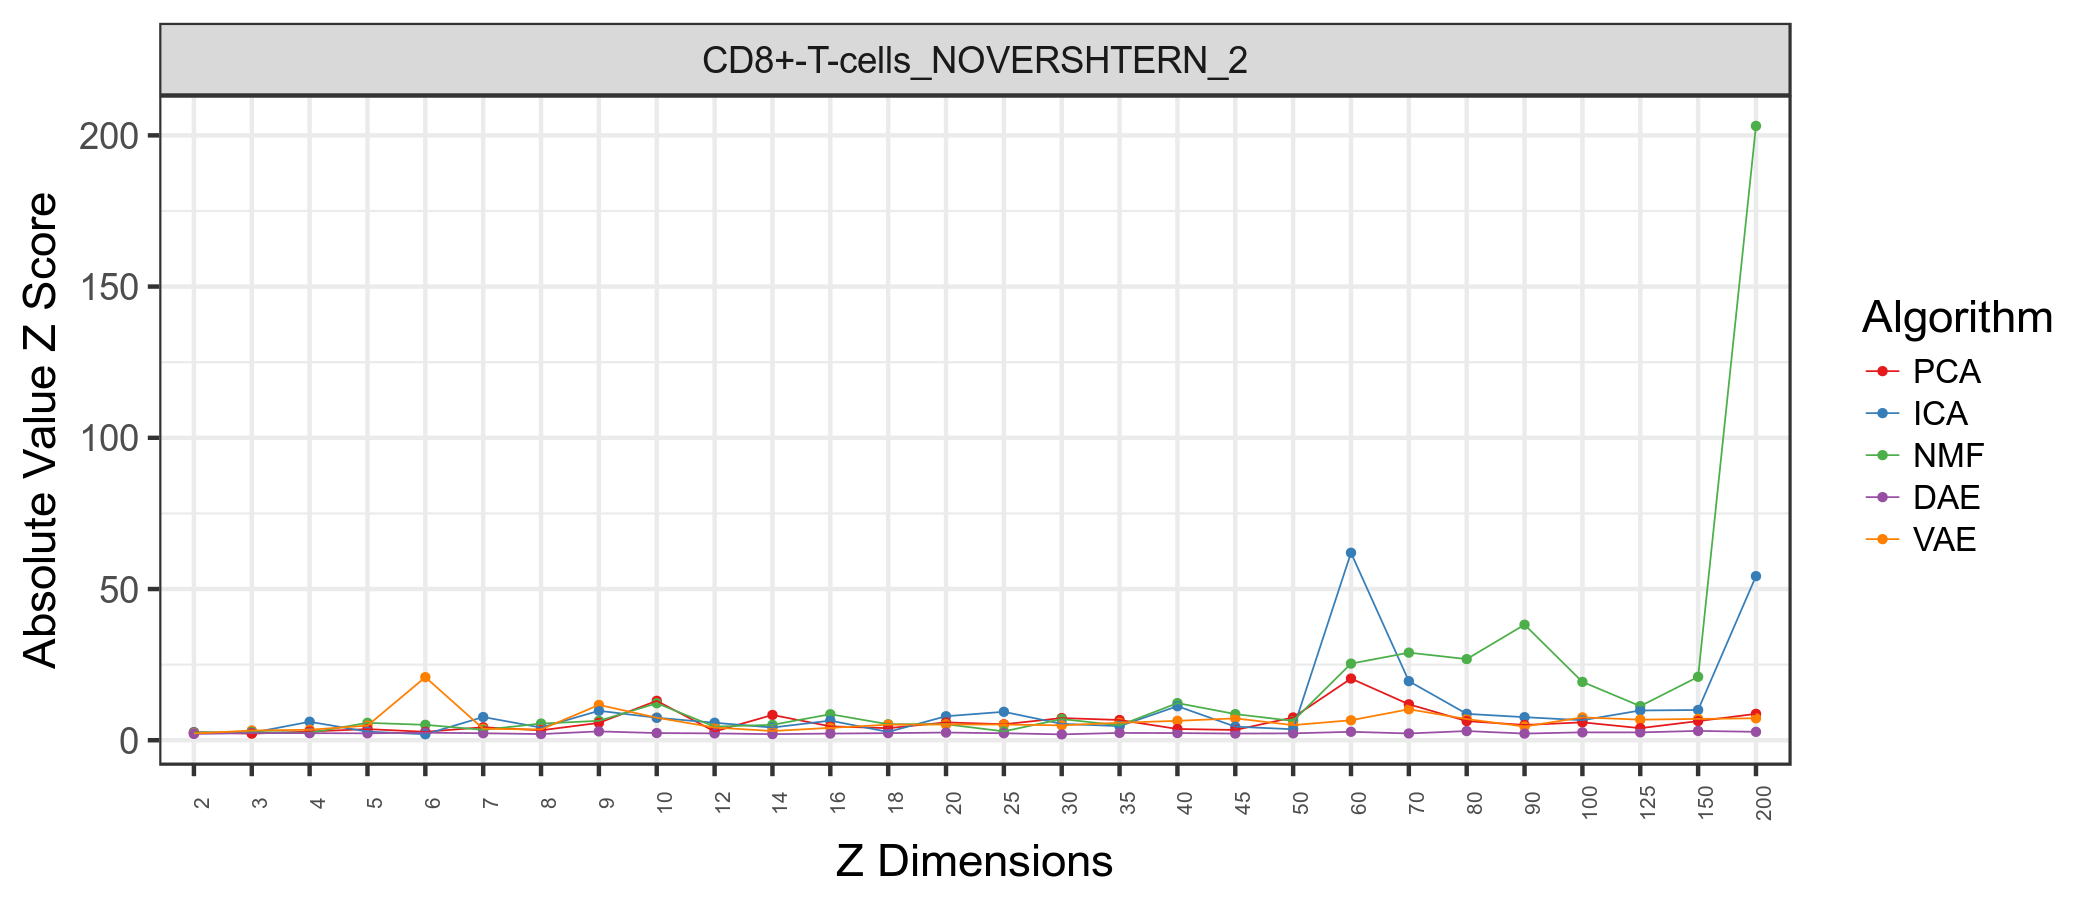 CD8+-T-cells_NOVERSHTERN_2
Absolute Value Z Score
200
150
100
50
0
2 3 4 5 6 7 8 9 10 12 14 16 18 20 25 30 35 40 45 50 60 70 80 90 100 125 150 200
Z Dimensions
Algorithm
PCA
ICA
NMF
DAE
VAE